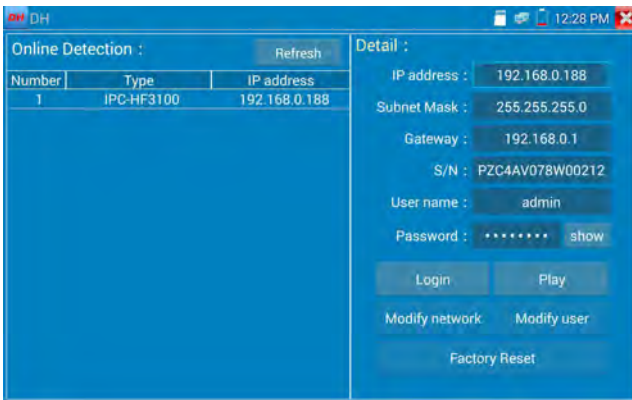 DH DH 12:28 PM
Online Detection : Refresh
Number Type IP address
1 IPC-HF3100 192.168.0.188
Detail :
IP address : 192.168.0.188
Subnet Mask : 255.255.255.0
Gateway : 192.168.0.1
S/N : PZC4AV078W00212
User name : admin
Password : •••••••• show
Login Play
Modify network Modify user
Factory Reset